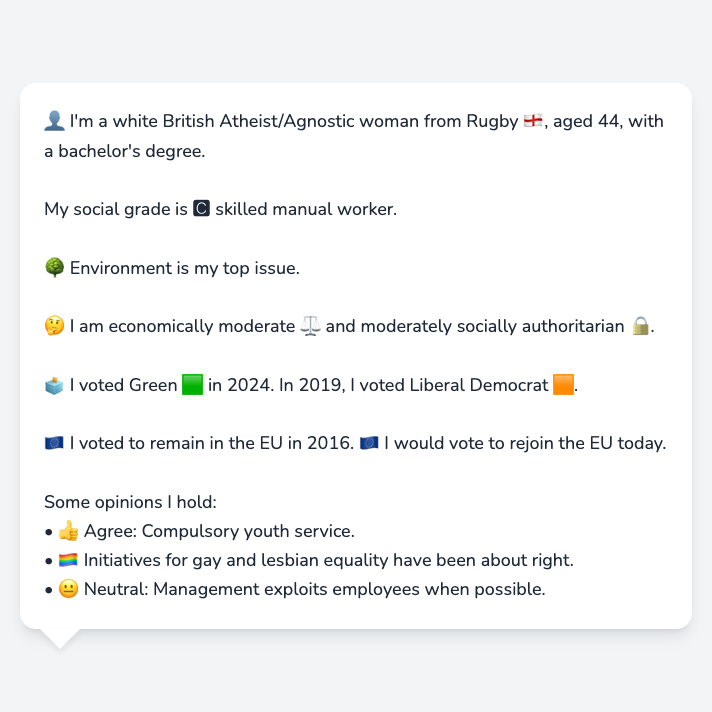 👤 I'm a white British Atheist/Agnostic woman from Rugby 🏴󠁧󠁢󠁥󠁮󠁧󠁿, aged 44, with
a bachelor's degree.
My social grade is 🅲 skilled manual worker.
🌳 Environment is my top issue.
🤔 I am economically moderate ⚖️ and moderately socially authoritarian 🔒.
🗳️ I voted Green 🟩 in 2024. In 2019, I voted Liberal Democrat 🟧.
🇪🇺 I voted to remain in the EU in 2016. 🇪🇺 I would vote to rejoin the EU today.
Some opinions I hold:
• 👍 Agree: Compulsory youth service.
• 🏳️‍🌈 Initiatives for gay and lesbian equality have been about right.
• 😐 Neutral: Management exploits employees when possible.